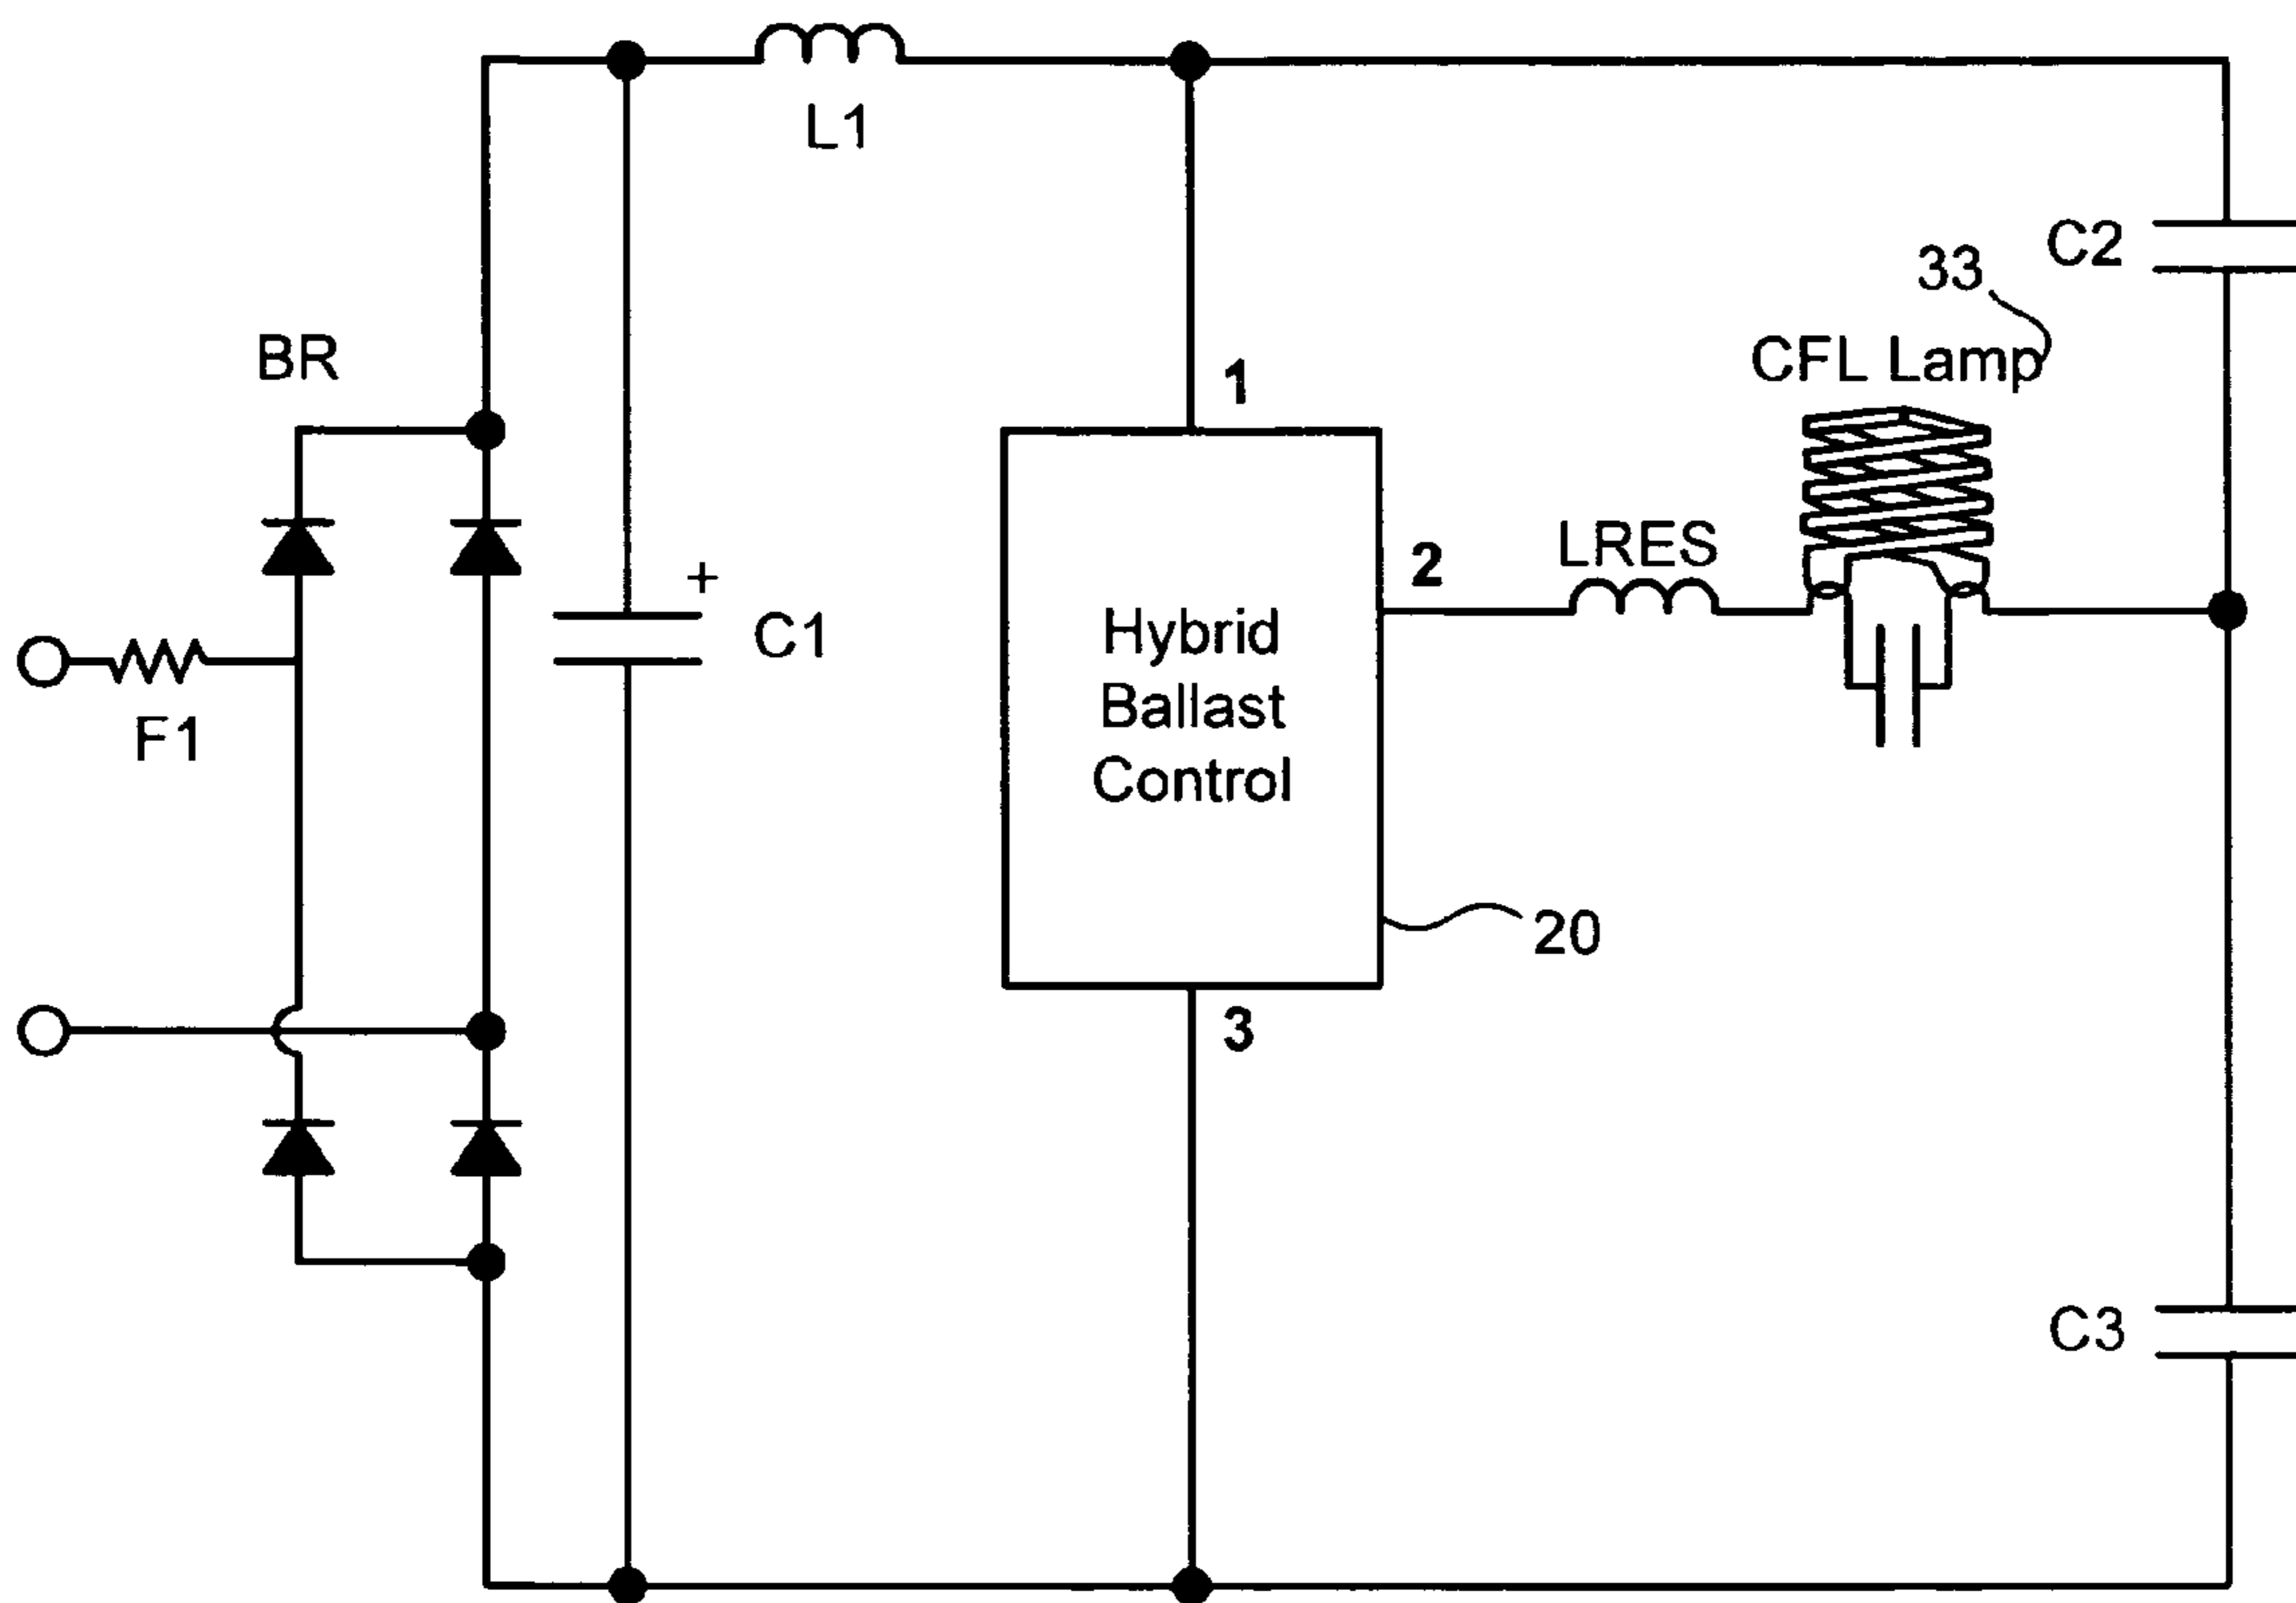 L1
C2
33
BR
CFL Lamp
1
LRES
2
+
C1
Hybrid
Ballast
Control
F1
20
3
C3